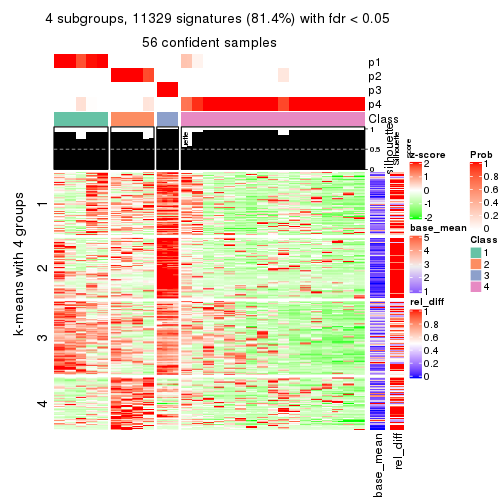 4 subgroups, 11329 signatures (81.4%) with fdr < 0.05
56 confident samples
p1
p2
p3
p4
Class
1
0.5
0
silhouette
Silhouette
score
k-means with 4 groups
1
2
3
4
base_mean
rel_diff
z-score
2
1
0
-1
-2
base_mean
5
4
3
2
1
rel_diff
1
0.8
0.6
0.4
0.2
0
Prob
1
0.8
0.6
0.4
0.2
0
Class
1
2
3
4